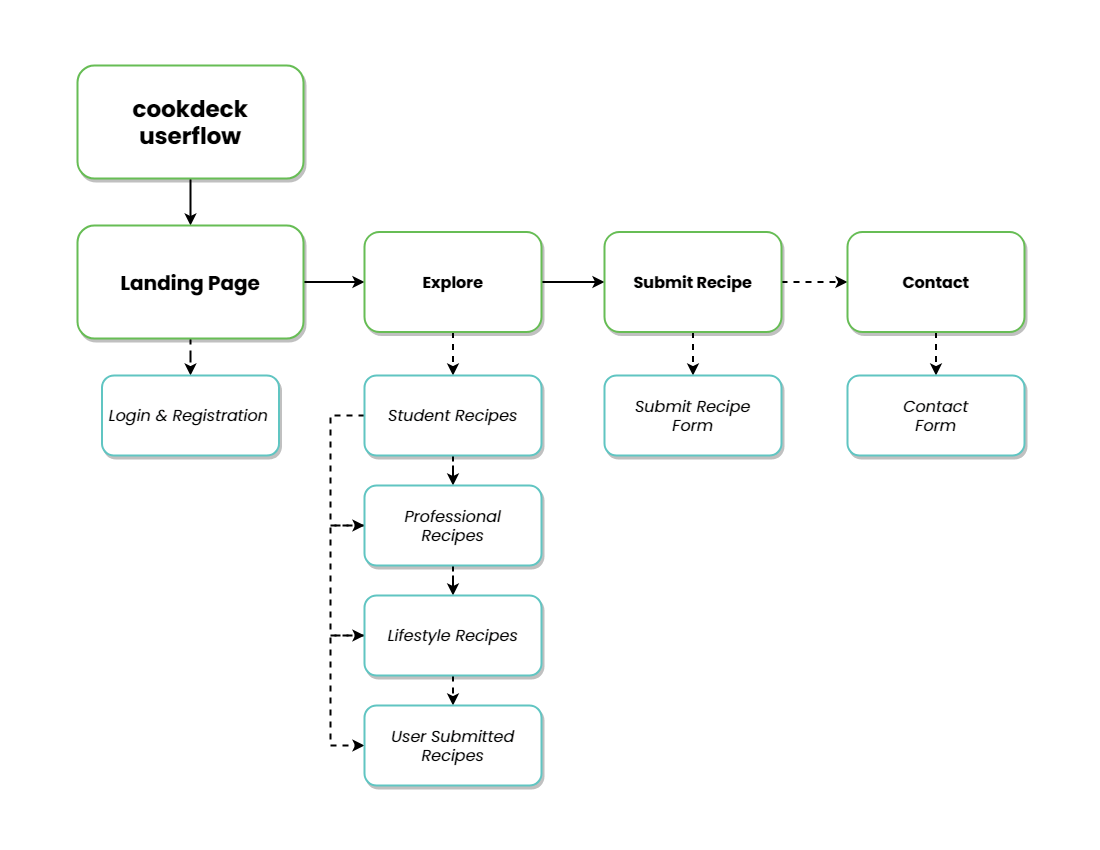 cookdeck
userflow
Landing Page
Explore
Submit Recipe
Contact
Login & Registration
Student Recipes
Submit Recipe
Form
Contact
Form
Professional
Recipes
Lifestyle Recipes
User Submitted
Recipes